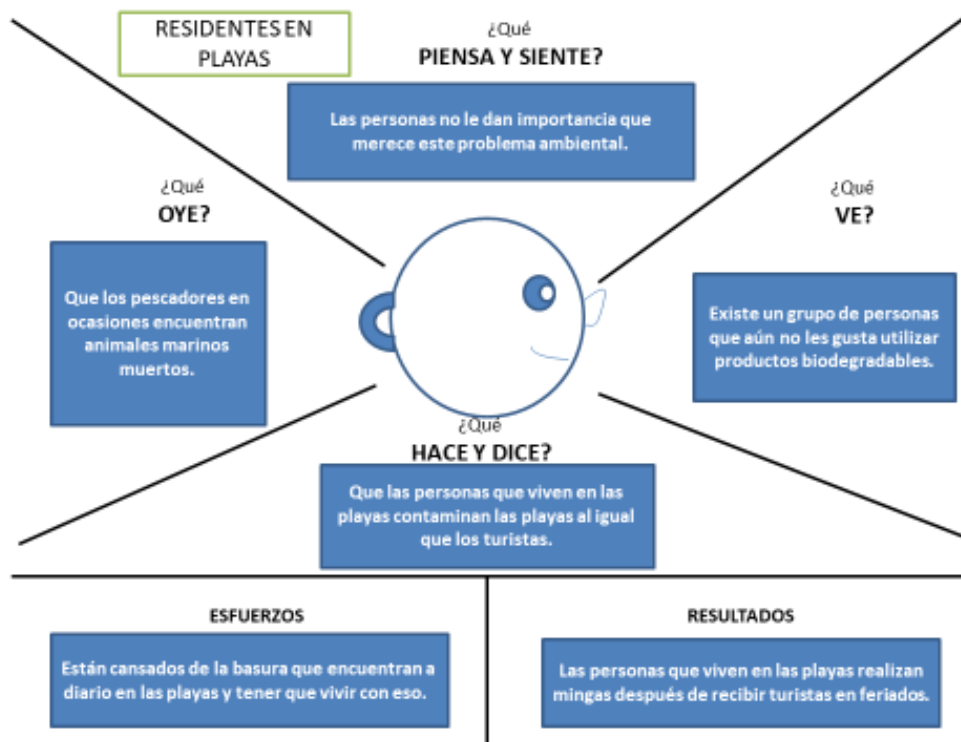 RESIDENTES EN
PLAYAS
¿Qué
PIENSA Y SIENTE?
Las personas no le dan importancia que
merece este problema ambiental.
¿Qué
OYE?
Que los pescadores en
ocasiones encuentran
animales marinos
muertos.
¿Qué
VE?
Existe un grupo de personas
que aún no les gusta utilizar
productos biodegradables.
¿Qué
HACE Y DICE?
Que las personas que viven en las
playas contaminan las playas al igual
que los turistas.
ESFUERZOS
Están cansados de la basura que encuentran a
diario en las playas y tener que vivir con eso.
RESULTADOS
Las personas que viven en las playas realizan
mingas después de recibir turistas en feriados.